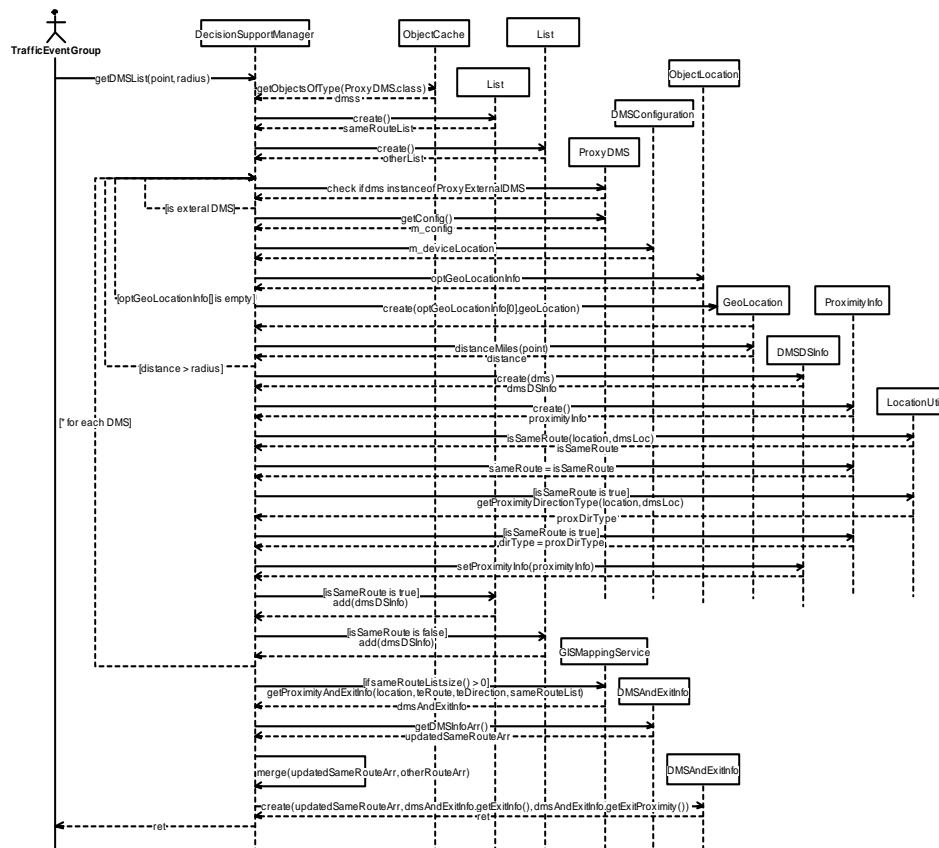 TrafficEventGroup
DecisionSupportManager
ObjectCache
List
List
ObjectLocation
DMSConfiguration
ProxyDMS
getDMSList(point, radius)
getObjectsOfType(ProxyDMS.class)
dmss
create()
sameRouteList
create()
otherList
check if dms instanceof ProxyExternalDMS
[is exteral DMS]
getConfig()
m_config
m_deviceLocation
optGeoLocationInfo
[optGeoLocationInfo[] is empty]
create(optGeoLocationInfo[0].geoLocation)
GeoLocation
ProximityInfo
distanceMiles(point)
distance
DMSDSInfo
[distance > radius]
create(dms)
dmsDSInfo
LocationUti
create()
proximityInfo
[* for each DMS]
isSameRoute(location, dmsLoc)
isSameRoute
sameRoute = isSameRoute
[isSameRoute is true]
getProximityDirectionType(location, dmsLoc)
proxDirType
[isSameRoute is true]
dirType = proxDirType
setProximityInfo(proximityInfo)
[isSameRoute is true]
add(dmsDSInfo)
[isSameRoute is false]
add(dmsDSInfo)
GISMappingService
[if sameRouteList.size() > 0]
getProximityAndExitInfo(location, teRoute, teDirection, sameRouteList)
dmsAndExitInfo
DMSAndExitInfo
getDMSInfoArr()
updatedSameRouteArr
merge(updatedSameRouteArr, otherRouteArr)
DMSAndExitInfo
create(updatedSameRouteArr, dmsAndExitInfo.getExitInfo(), dmsAndExitInfo.getExitProximity())
ret
ret